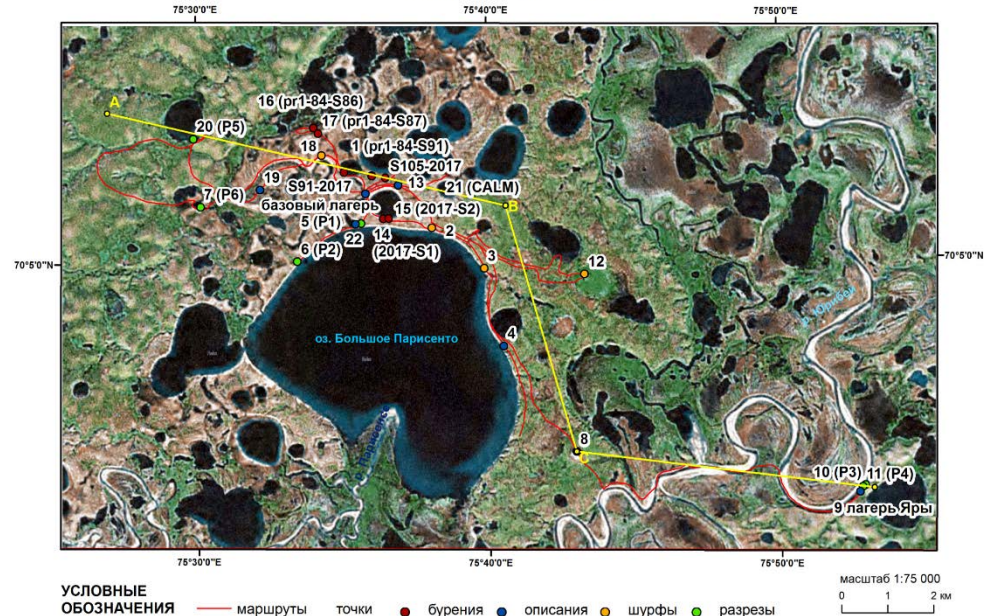 75°30'0"E 75°40'0"E 75°50'0"E
A
16 (pr1-84-S86)
17 (pr1-84-S87)
20 (P5)
1 (pr1-84-S91)
18
S105-2017
13
19
S91-2017
21 (CALM)
7 (P6)
базовый лагерь
B
15 (2017-S2)
5 (P1)
2
22
14
(2017-S1)
6 (P2)
70°5'0"N
70°5'0"N
3
12
р. Юрибей
4
оз. Большое Парисенто
8
C
10 (P3)
11 (P4)
9 лагерь Яры
75°30'0"E 75°40'0"E 75°50'0"E
масштаб 1:75 000
УСЛОВНЫЕ
ОБОЗНАЧЕНИЯ
маршруты точки бурения описания шурфы разрезы
0 1 2 км